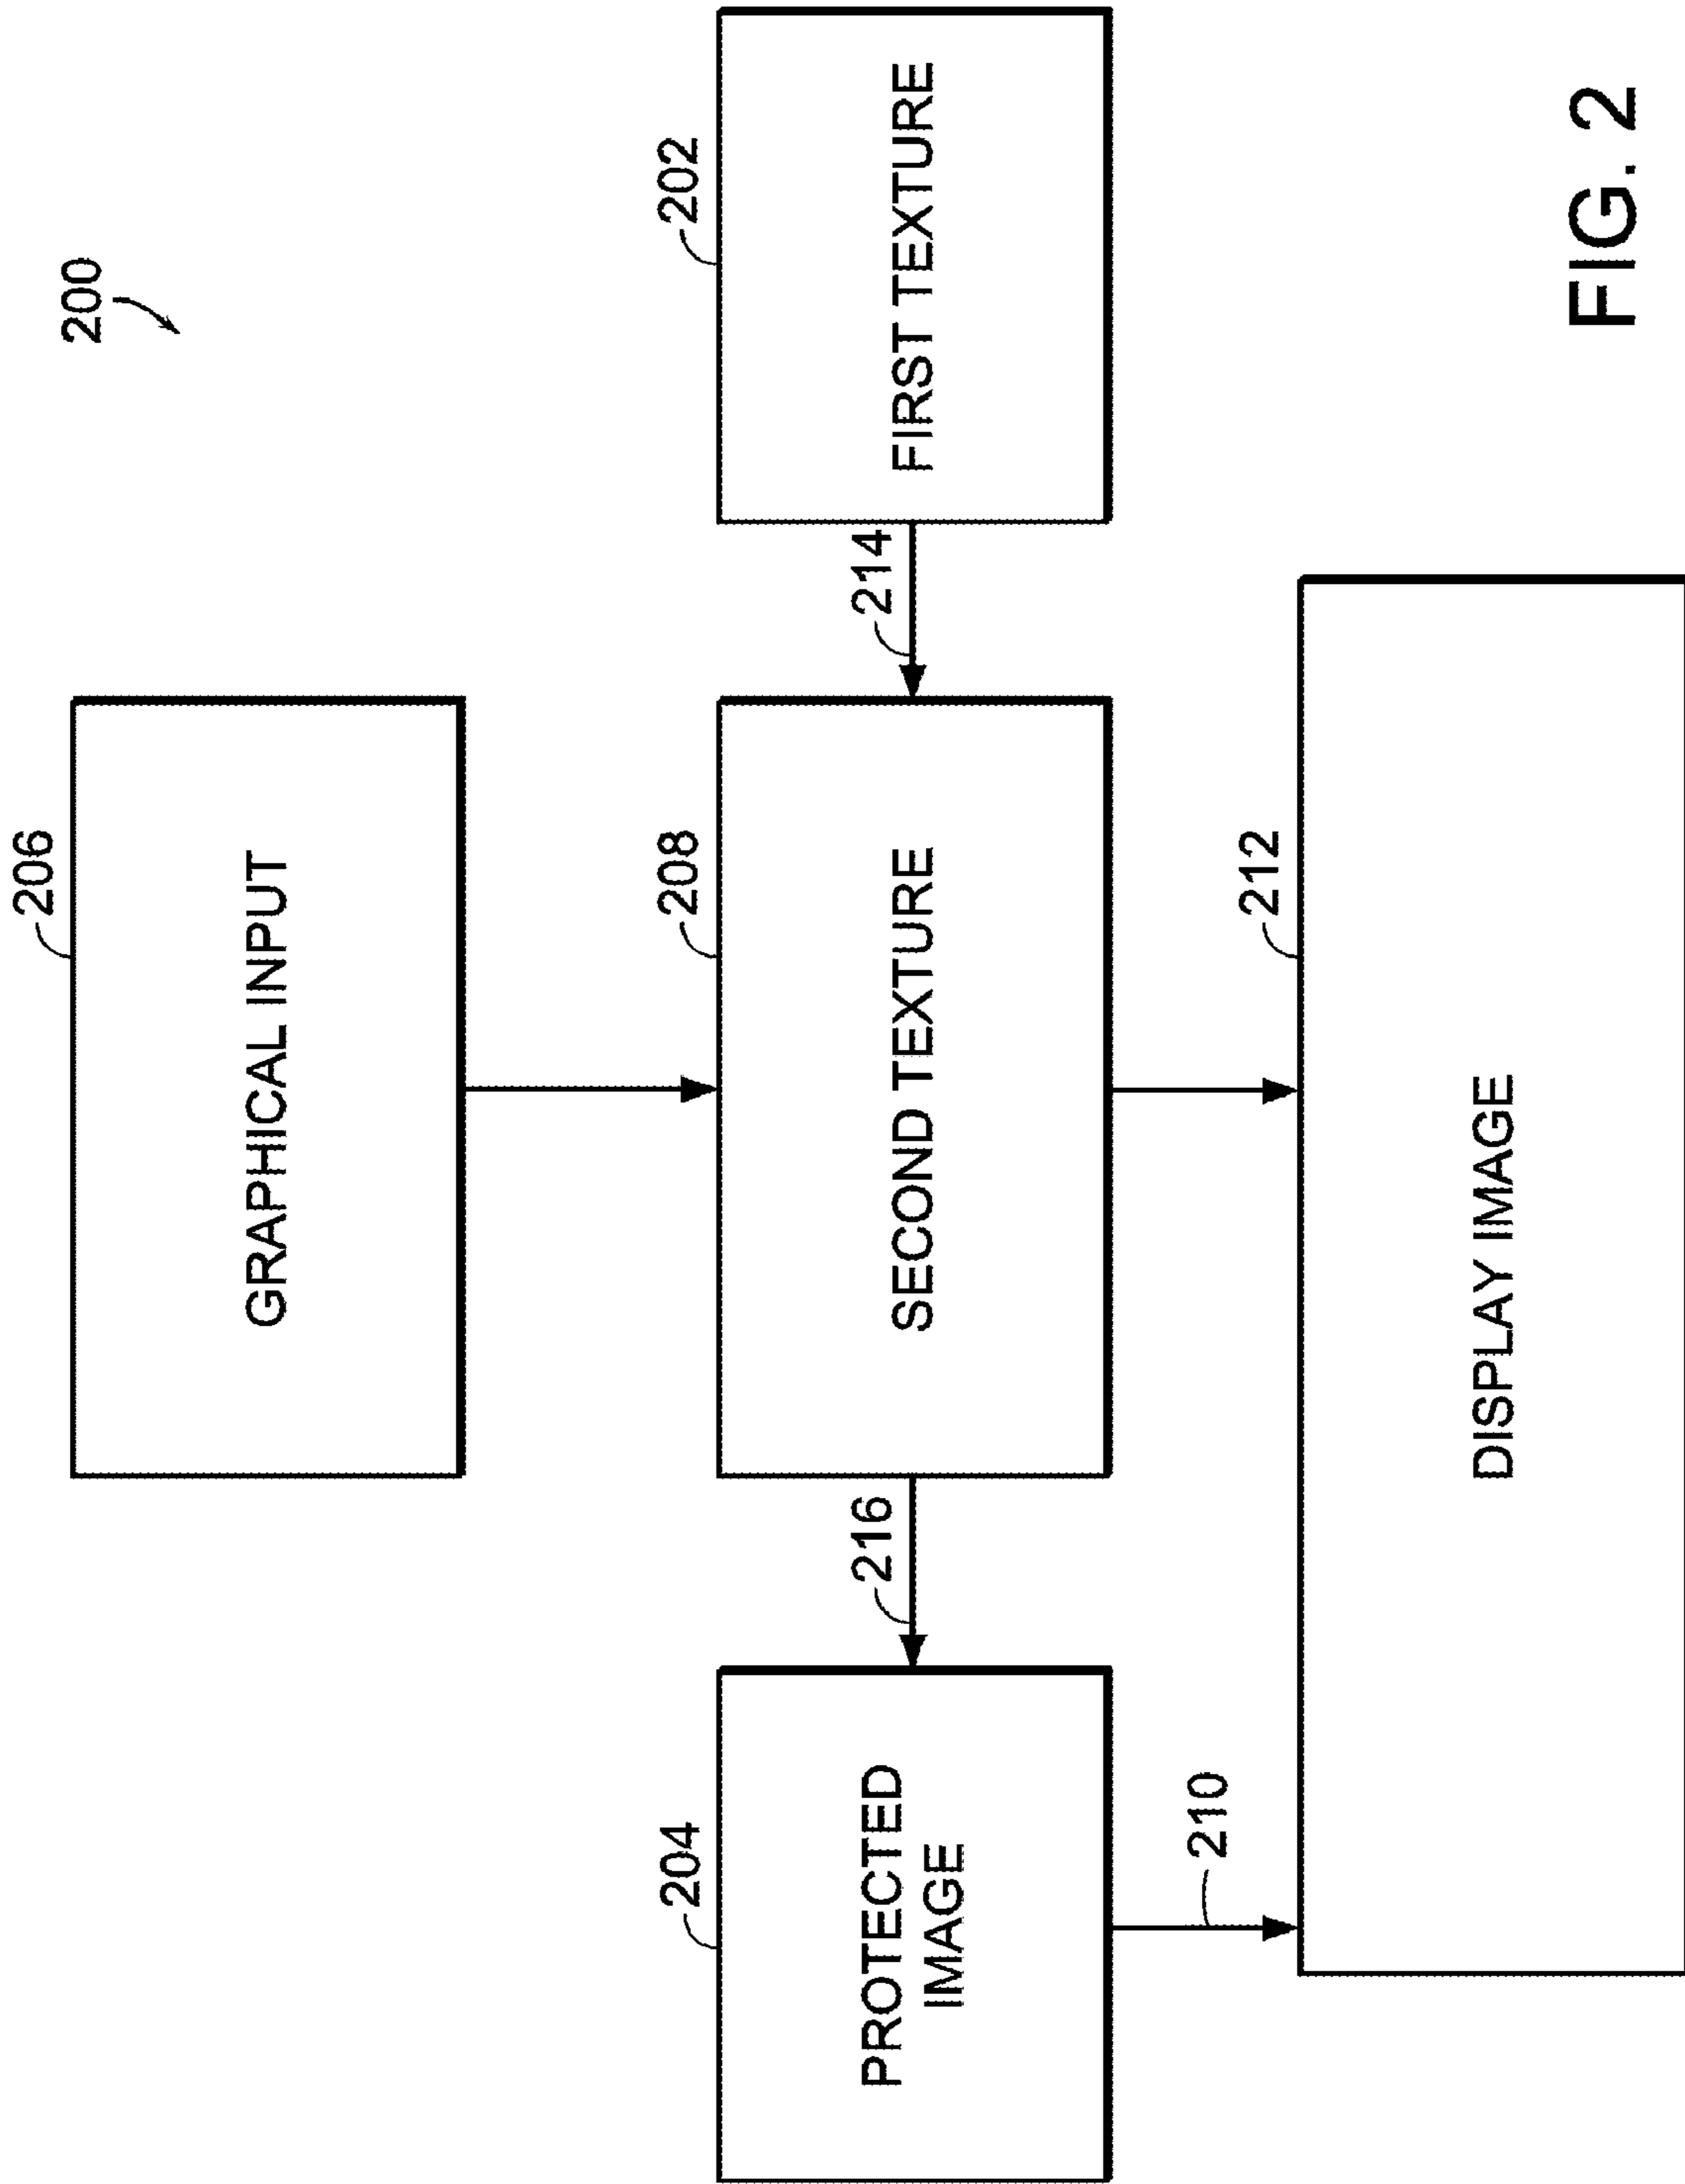 200
206
GRAPHICAL INPUT
204
208
202
PROTECTED
IMAGE
216
SECOND TEXTURE
214
FIRST TEXTURE
210
212
DISPLAY IMAGE
FIG. 2